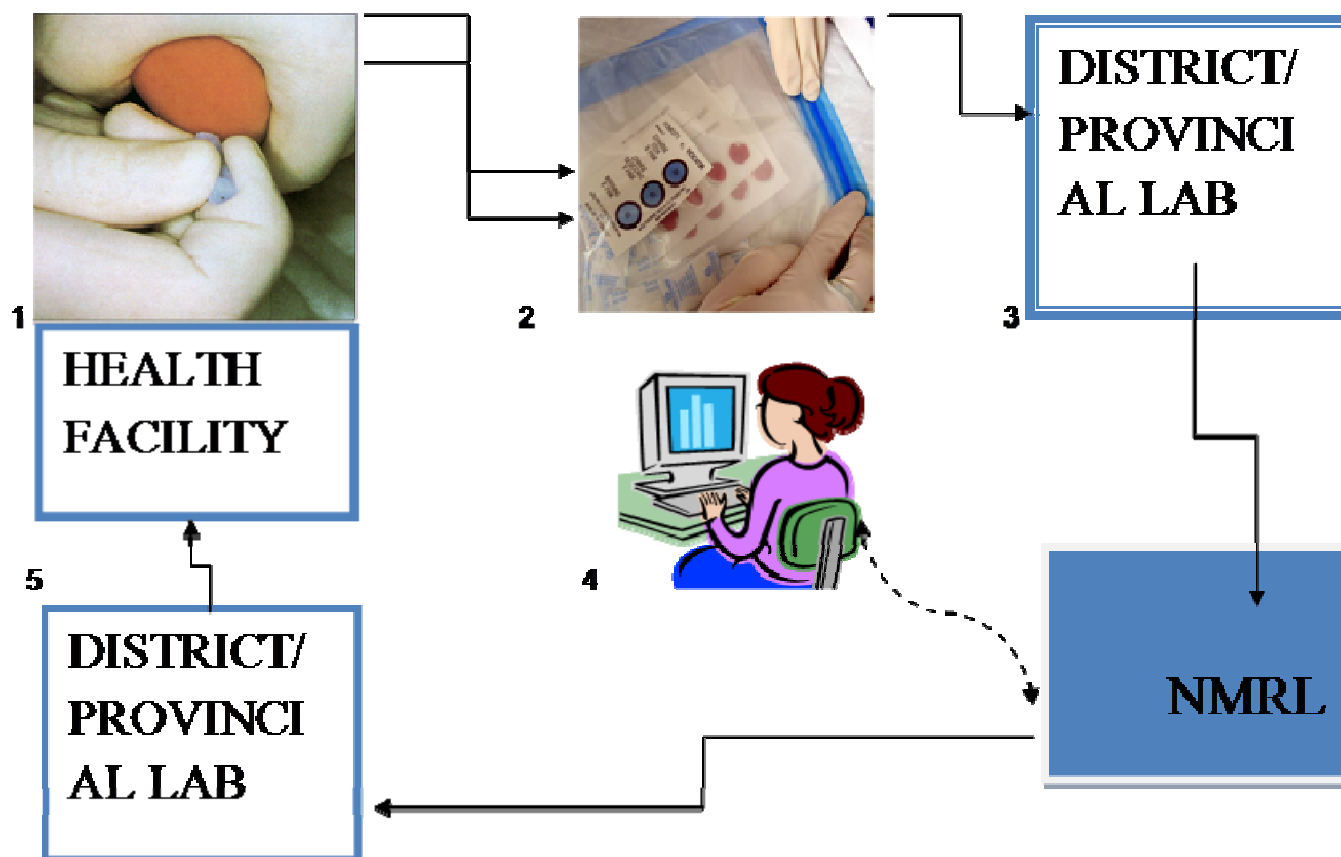 1
HEALTH
FACILITY
2
DISTRICT/
PROVINCI
AL LAB
3
4
NMRL
5
DISTRICT/
PROVINCI
AL LAB